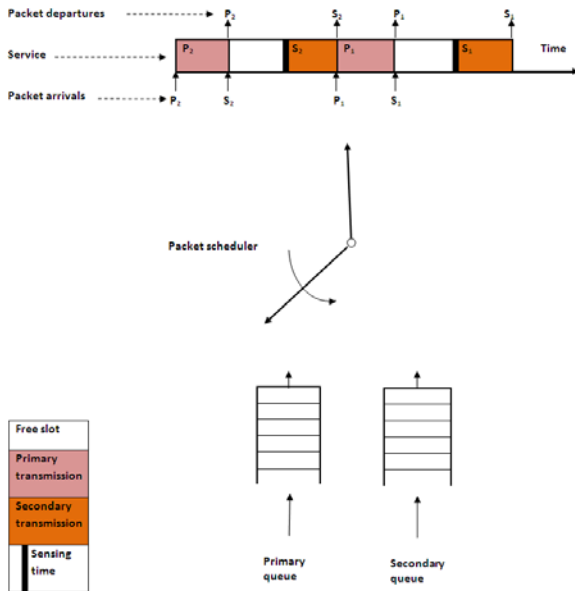 Packet departures
P2 S2 P1 S1
Service
P2 S2 P1 S1
Time
Packet arrivals
P2 S2 P1 S1
Packet scheduler
Free slot
Primary
transmission
Secondary
transmission
Sensing
time
Primary
queue
Secondary
queue